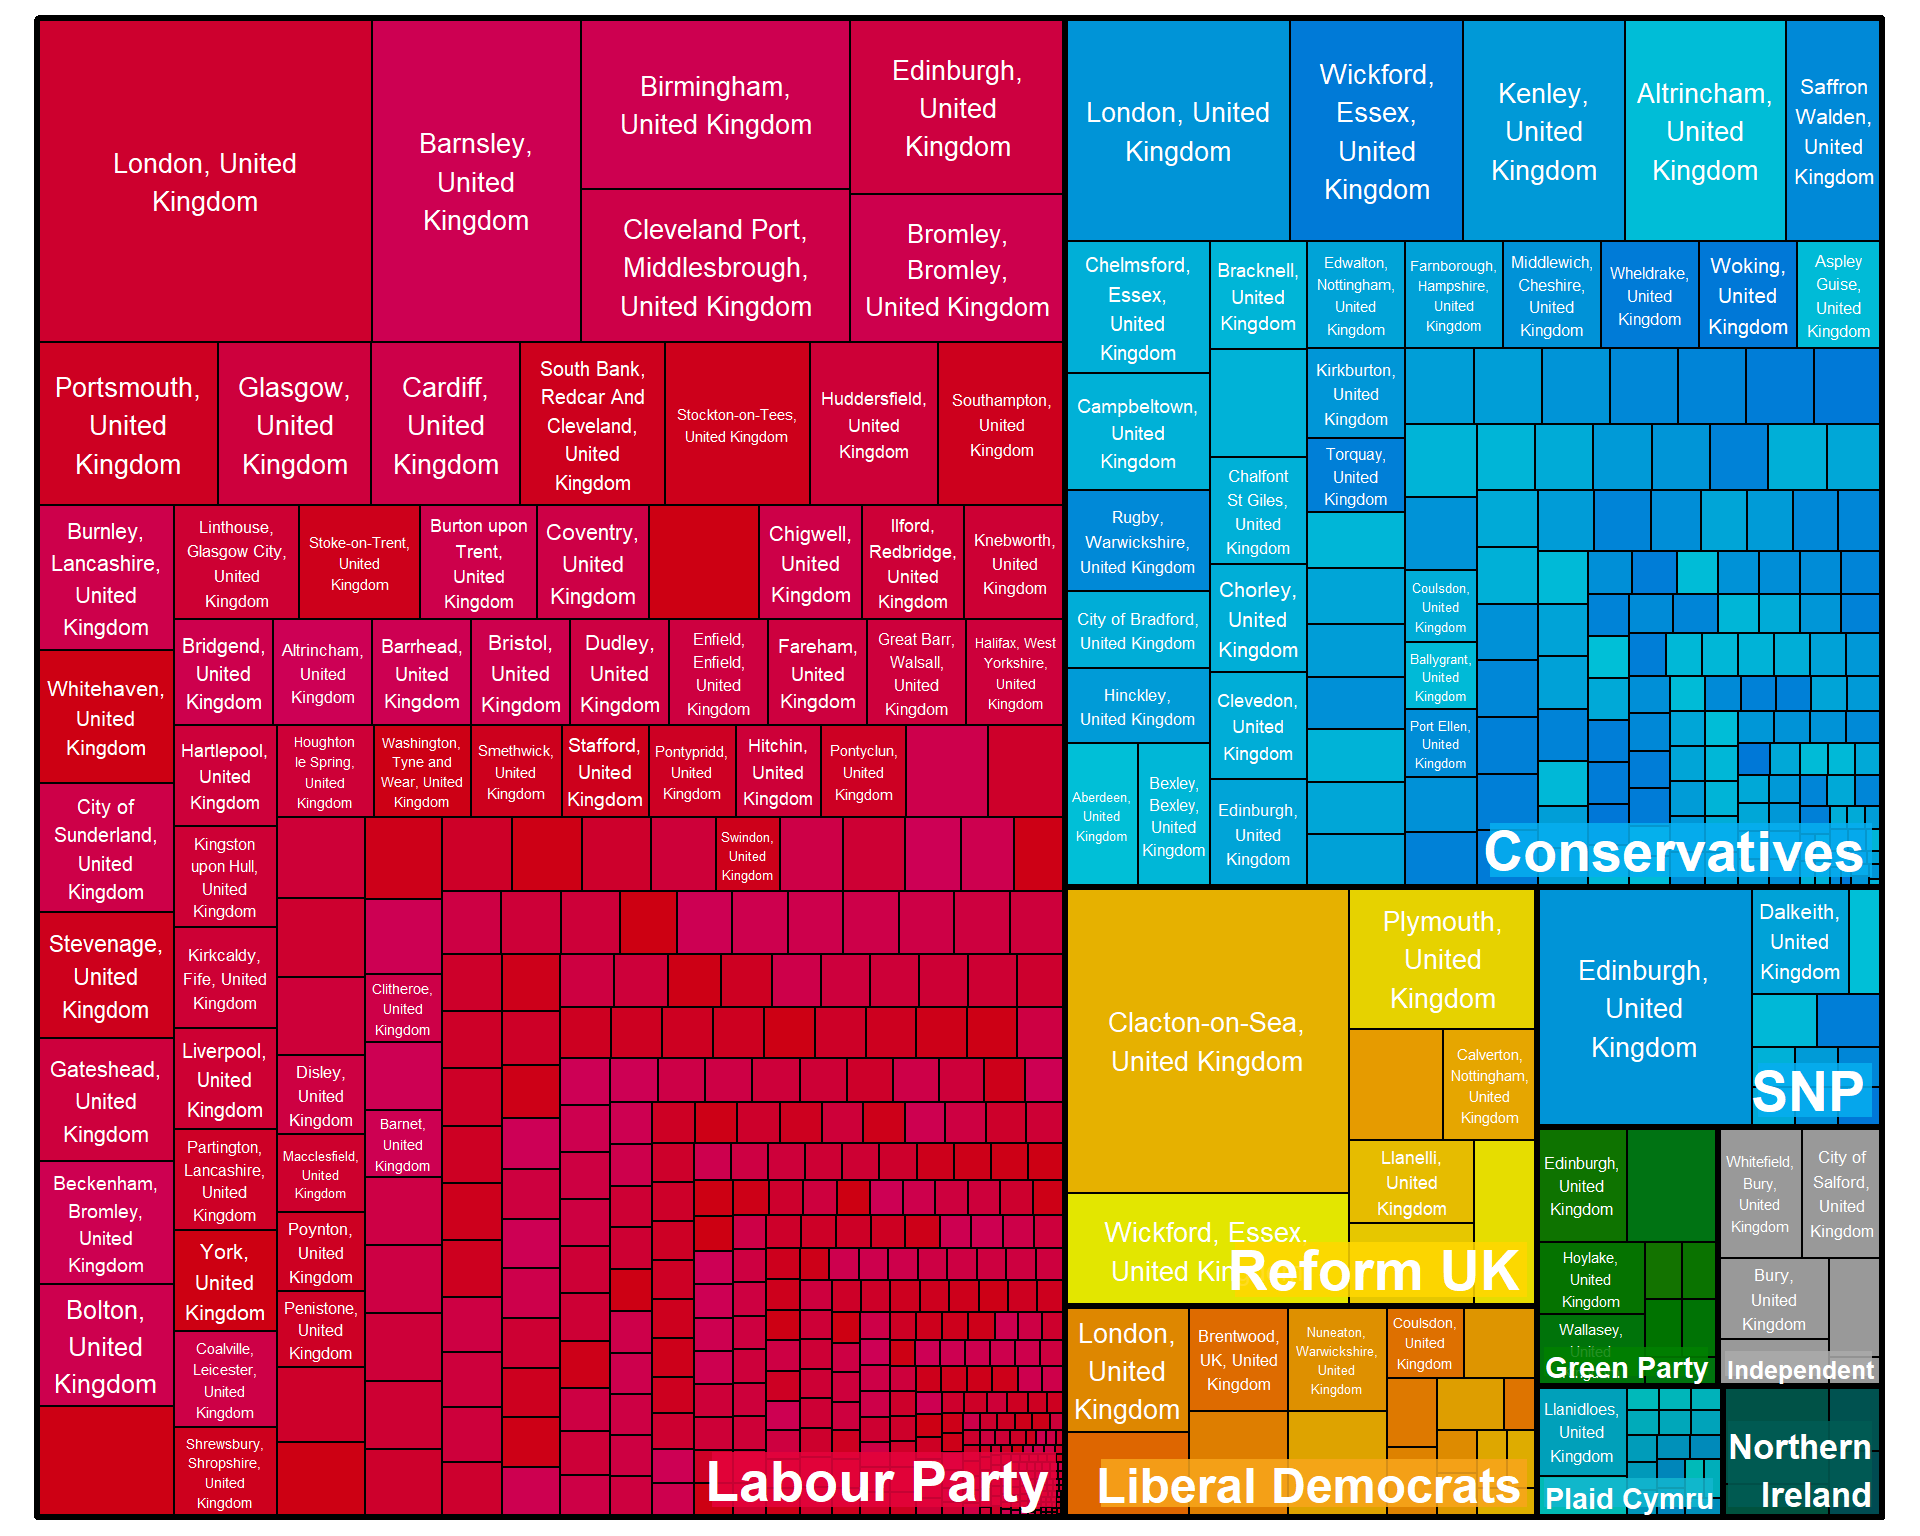 London, United
Kingdom
Barnsley,
United
Kingdom
Birmingham,
United Kingdom
Edinburgh,
United
Kingdom
Cleveland Port,
Middlesbrough,
United Kingdom
Bromley,
Bromley,
United Kingdom
Portsmouth,
United
Kingdom
Glasgow,
United
Kingdom
Cardiff,
United
Kingdom
South Bank,
Redcar And
Cleveland,
United
Kingdom
Stockton-on-Tees,
United Kingdom
Huddersfield,
United
Kingdom
Southampton,
United
Kingdom
Burnley,
Lancashire,
United
Kingdom
Linthouse,
Glasgow City,
United
Kingdom
Stoke-on-Trent,
United
Kingdom
Burton upon
Trent,
United
Kingdom
Coventry,
United
Kingdom
Chigwell,
United
Kingdom
Ilford,
Redbridge,
United
Kingdom
Knebworth,
United
Kingdom
Bridgend,
United
Kingdom
Altrincham,
United
Kingdom
Barrhead,
United
Kingdom
Bristol,
United
Kingdom
Dudley,
United
Kingdom
Enfield,
Enfield,
United
Kingdom
Fareham,
United
Kingdom
Great Barr,
Walsall,
United
Kingdom
Halifax, West
Yorkshire,
United
Kingdom
Whitehaven,
United
Kingdom
Hartlepool,
United
Kingdom
Houghton
le Spring,
United
Kingdom
Washington,
Tyne and
Wear, United
Kingdom
Smethwick,
United
Kingdom
Stafford,
United
Kingdom
Pontypridd,
United
Kingdom
Hitchin,
United
Kingdom
Pontyclun,
United
Kingdom
City of
Sunderland,
United
Kingdom
Kingston
upon Hull,
United
Kingdom
Swindon,
United
Kingdom
Stevenage,
United
Kingdom
Kirkcaldy,
Fife, United
Kingdom
Clitheroe,
United
Kingdom
Gateshead,
United
Kingdom
Liverpool,
United
Kingdom
Disley,
United
Kingdom
Barnet,
United
Kingdom
Beckenham,
Bromley,
United
Kingdom
Partington,
Lancashire,
United
Kingdom
Macclesfield,
United
Kingdom
York,
United
Kingdom
Poynton,
United
Kingdom
Bolton,
United
Kingdom
Penistone,
United
Kingdom
Coalville,
Leicester,
United
Kingdom
Shrewsbury,
Shropshire,
United
Kingdom
Labour Party
London, United
Kingdom
Wickford,
Essex,
United
Kingdom
Kenley,
United
Kingdom
Altrincham,
United
Kingdom
Saffron
Walden,
United
Kingdom
Chelmsford,
Essex,
United
Kingdom
Bracknell,
United
Kingdom
Edwalton,
Nottingham,
United
Kingdom
Farnborough,
Hampshire,
United
Kingdom
Middlewich,
Cheshire,
United
Kingdom
Wheldrake,
United
Kingdom
Woking,
United
Kingdom
Aspley
Guise,
United
Kingdom
Campbeltown,
United
Kingdom
Kirkburton,
United
Kingdom
Torquay,
United
Kingdom
Chalfont
St Giles,
United
Kingdom
Rugby,
Warwickshire,
United Kingdom
Chorley,
United
Kingdom
Coulsdon,
United
Kingdom
City of Bradford,
United Kingdom
Ballygrant,
United
Kingdom
Hinckley,
United Kingdom
Clevedon,
United
Kingdom
Port Ellen,
United
Kingdom
Aberdeen,
United
Kingdom
Bexley,
Bexley,
United
Kingdom
Edinburgh,
United
Kingdom
Conservatives
Clacton-on-Sea,
United Kingdom
Plymouth,
United
Kingdom
Calverton,
Nottingham,
United
Kingdom
Llanelli,
United
Kingdom
Wickford, Essex.
United Kin
Reform UK
Edinburgh,
United
Kingdom
Dalkeith,
United
Kingdom
SNP
Edinburgh,
United
Kingdom
Hoylake,
United
Kingdom
Wallasey,
Green Party
Whitefield,
Bury,
United
Kingdom
City of
Salford,
United
Kingdom
Bury,
United
Kingdom
Independent
London,
United
Kingdom
Brentwood,
UK, United
Kingdom
Nuneaton,
Warwickshire,
United
Kingdom
Coulsdon,
United
Kingdom
Liberal Democrats
Llanidloes,
United
Kingdom
Plaid Cymru
Northern
Ireland